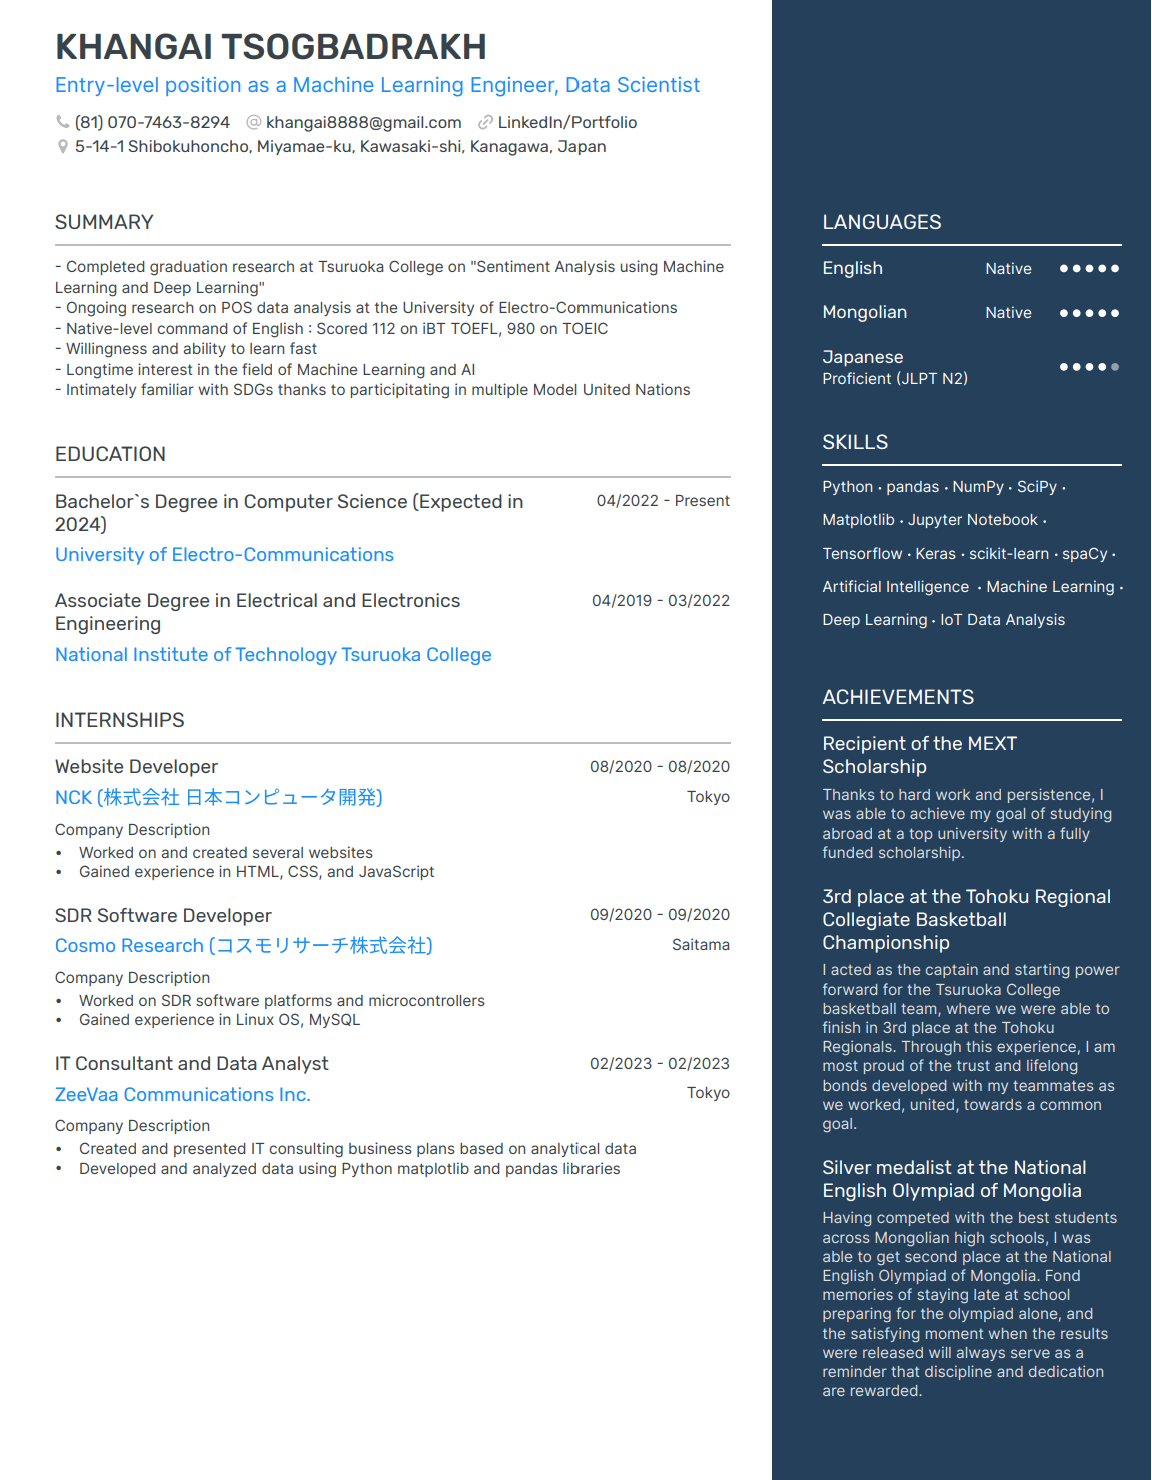 KHANGAI TSOGBADRAKH
Entry-level position as a Machine Learning Engineer, Data Scientist
(81) 070-7463-8294 @ khangai8888@gmail.com LinkedIn/Portfolio
5-14-1 Shibokuhoncho, Miyamae-ku, Kawasaki-shi, Kanagawa, Japan
SUMMARY
- Completed graduation research at Tsuruoka College on "Sentiment Analysis using Machine
Learning and Deep Learning"
- Ongoing research on POS data analysis at the University of Electro-Communications
- Native-level command of English : Scored 112 on iBT TOEFL, 980 on TOEIC
- Willingness and ability to learn fast
- Longtime interest in the field of Machine Learning and AI
- Intimately familiar with SDGs thanks to participitating in multiple Model United Nations
EDUCATION
Bachelor`s Degree in Computer Science (Expected in
2024)
04/2022 - Present
University of Electro-Communications
Associate Degree in Electrical and Electronics
Engineering
04/2019 - 03/2022
National Institute of Technology Tsuruoka College
INTERNSHIPS
Website Developer 08/2020 - 08/2020
NCK (株式会社 日本コンピュータ開発) Tokyo
Company Description
• Worked on and created several websites
• Gained experience in HTML, CSS, and JavaScript
SDR Software Developer 09/2020 - 09/2020
Cosmo Research (コスモリサーチ株式会社) Saitama
Company Description
• Worked on SDR software platforms and microcontrollers
• Gained experience in Linux OS, MySQL
IT Consultant and Data Analyst 02/2023 - 02/2023
ZeeVaa Communications Inc. Tokyo
Company Description
• Created and presented IT consulting business plans based on analytical data
• Developed and analyzed data using Python matplotlib and pandas libraries
LANGUAGES
English Native
Mongolian Native
Japanese
Proficient (JLPT N2)
SKILLS
Python · pandas · NumPy · SciPy ·
Matplotlib · Jupyter Notebook ·
Tensorflow · Keras · scikit-learn · spaCy ·
Artificial Intelligence · Machine Learning ·
Deep Learning · IoT Data Analysis
ACHIEVEMENTS
Recipient of the MEXT
Scholarship
Thanks to hard work and persistence, I
was able to achieve my goal of studying
abroad at a top university with a fully
funded scholarship.
3rd place at the Tohoku Regional
Collegiate Basketball
Championship
I acted as the captain and starting power
forward for the Tsuruoka College
basketball team, where we were able to
finish in 3rd place at the Tohoku
Regionals. Through this experience, I am
most proud of the trust and lifelong
bonds developed with my teammates as
we worked, united, towards a common
goal.
Silver medalist at the National
English Olympiad of Mongolia
Having competed with the best students
across Mongolian high schools, I was
able to get second place at the National
English Olympiad of Mongolia. Fond
memories of staying late at school
preparing for the olympiad alone, and
the satisfying moment when the results
were released will always serve as a
reminder that discipline and dedication
are rewarded.